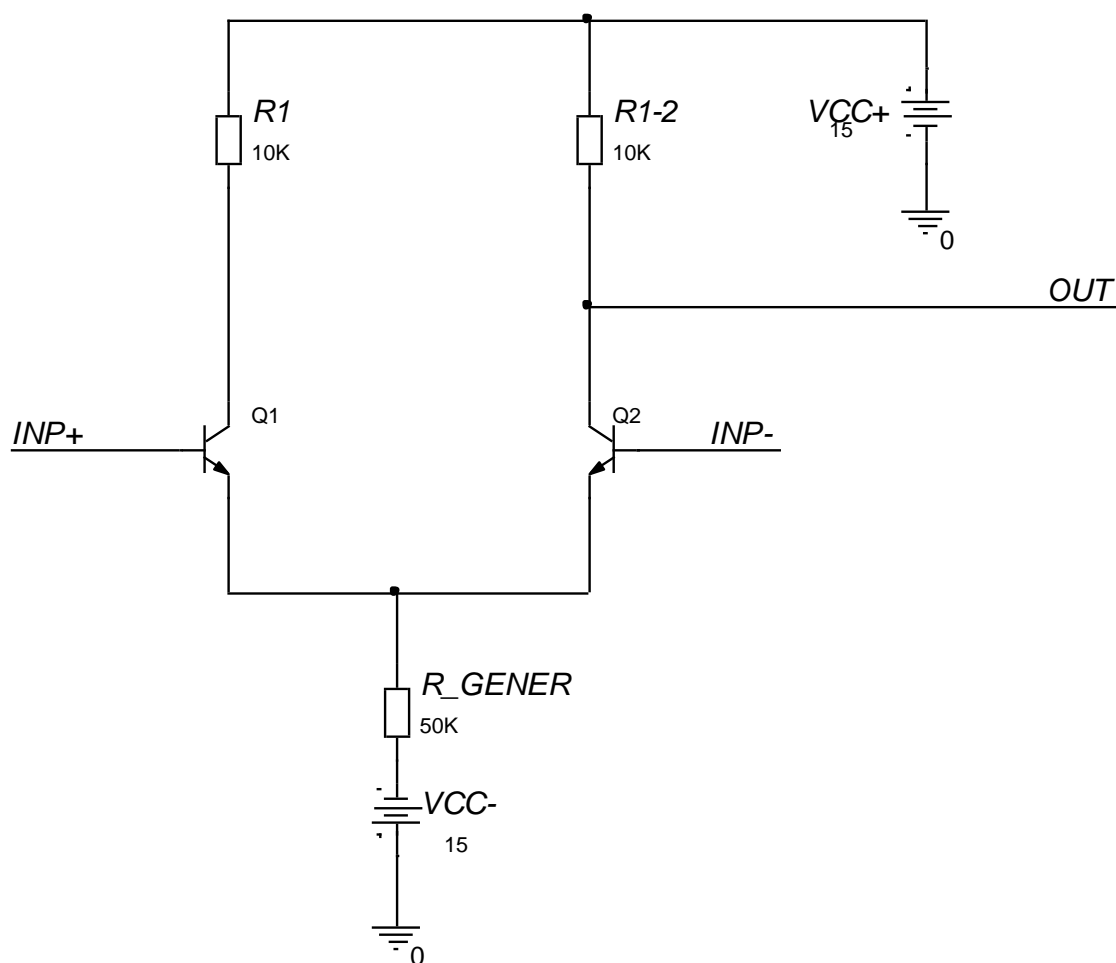 R1
10K
R1-2
10K
VCC+
15
0
OUT
INP+
Q1
Q2
INP-
R_GENER
50K
VCC-
15
0